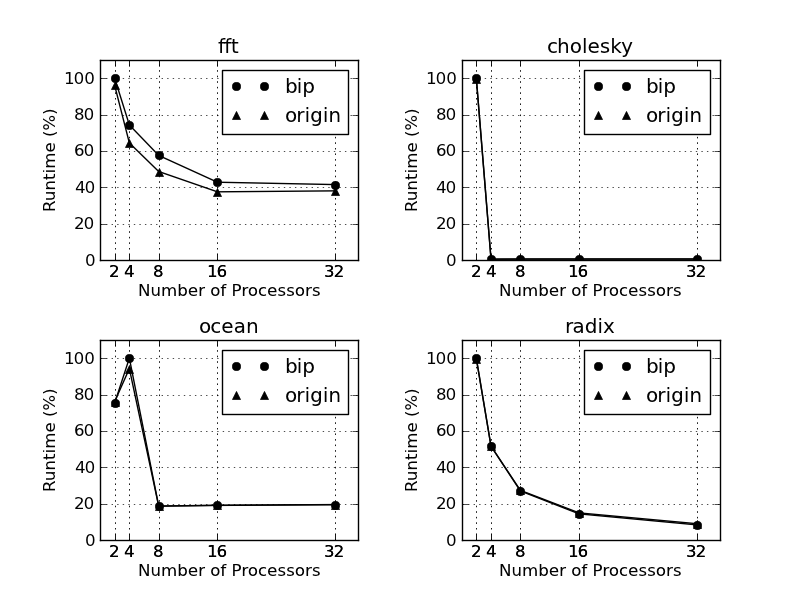 fft
100
80
60
40
20
0
Runtime (%)
bip
origin
2 4 8 16 32
Number of Processors
cholesky
100
80
60
40
20
0
Runtime (%)
bip
origin
2 4 8 16 32
Number of Processors
ocean
100
80
60
40
20
0
Runtime (%)
bip
origin
2 4 8 16 32
Number of Processors
radix
100
80
60
40
20
0
Runtime (%)
bip
origin
2 4 8 16 32
Number of Processors